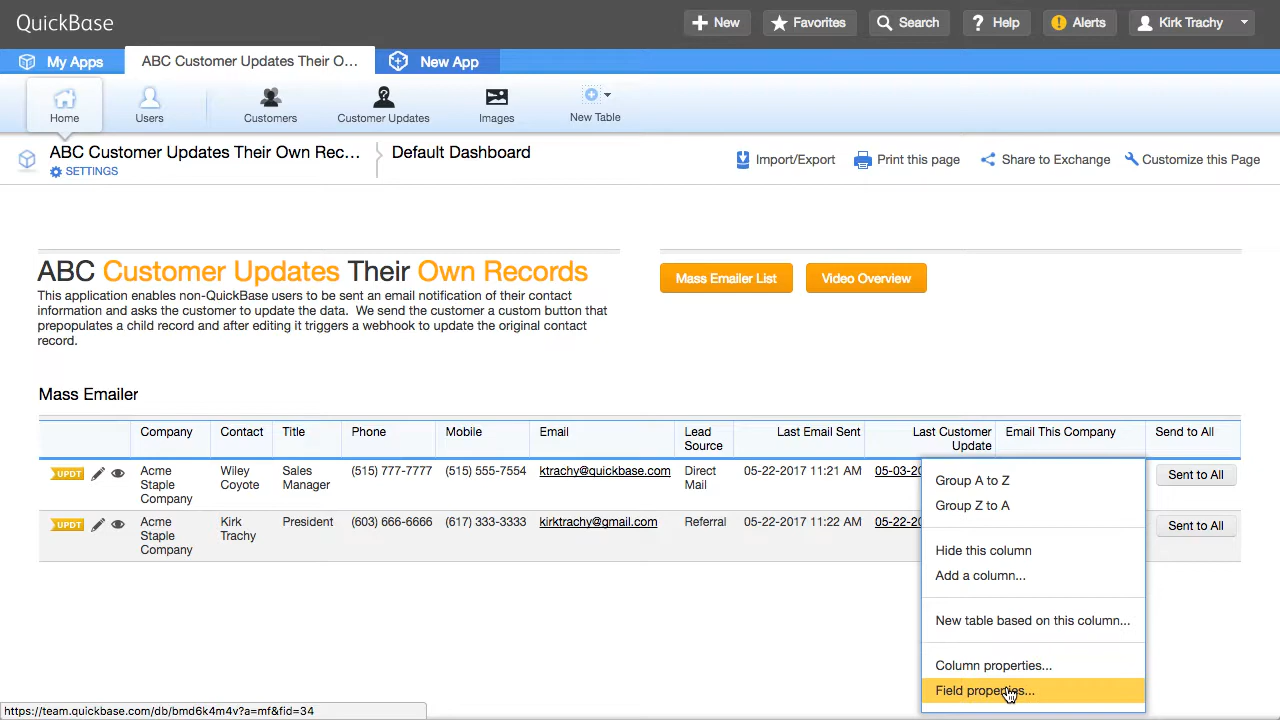 QuickBase
New
Favorites
Search
Help
Alerts
Kirk Trachy
My Apps
ABC Customer Updates Their O...
New App
Home
Users
Customers
Customer Updates
Images
New Table
ABC Customer Updates Their Own Rec...
SETTINGS
Default Dashboard
Import/Export
Print this page
Share to Exchange
Customize this Page
ABC Customer Updates Their Own Records
This application enables non-QuickBase users to be sent an email notification of their contact
information and asks the customer to update the data.  We send the customer a custom button that
prepopulates a child record and after editing it triggers a webhook to update the original contact
record.
Mass Emailer List
Video Overview
Mass Emailer
Company Contact Title Phone Mobile Email Lead Source Last Email Sent Last Customer Update Email This Company Send to All
UPDT Acme Staple Company Wiley Coyote Sales Manager (515) 777-7777 (515) 555-7554 ktrachy@quickbase.com Direct Mail 05-22-2017 11:21 AM 05-03-20 Sent to All
UPDT Acme Staple Company Kirk Trachy President (603) 666-6666 (617) 333-3333 kirktrachy@gmail.com Referral 05-22-2017 11:22 AM 05-22-20 Sent to All
Group A to Z
Group Z to A
Hide this column
Add a column...
New table based on this column...
Column properties...
Field properties...
https://team.quickbase.com/db/bmd6k4m4v?a=mf&fid=34